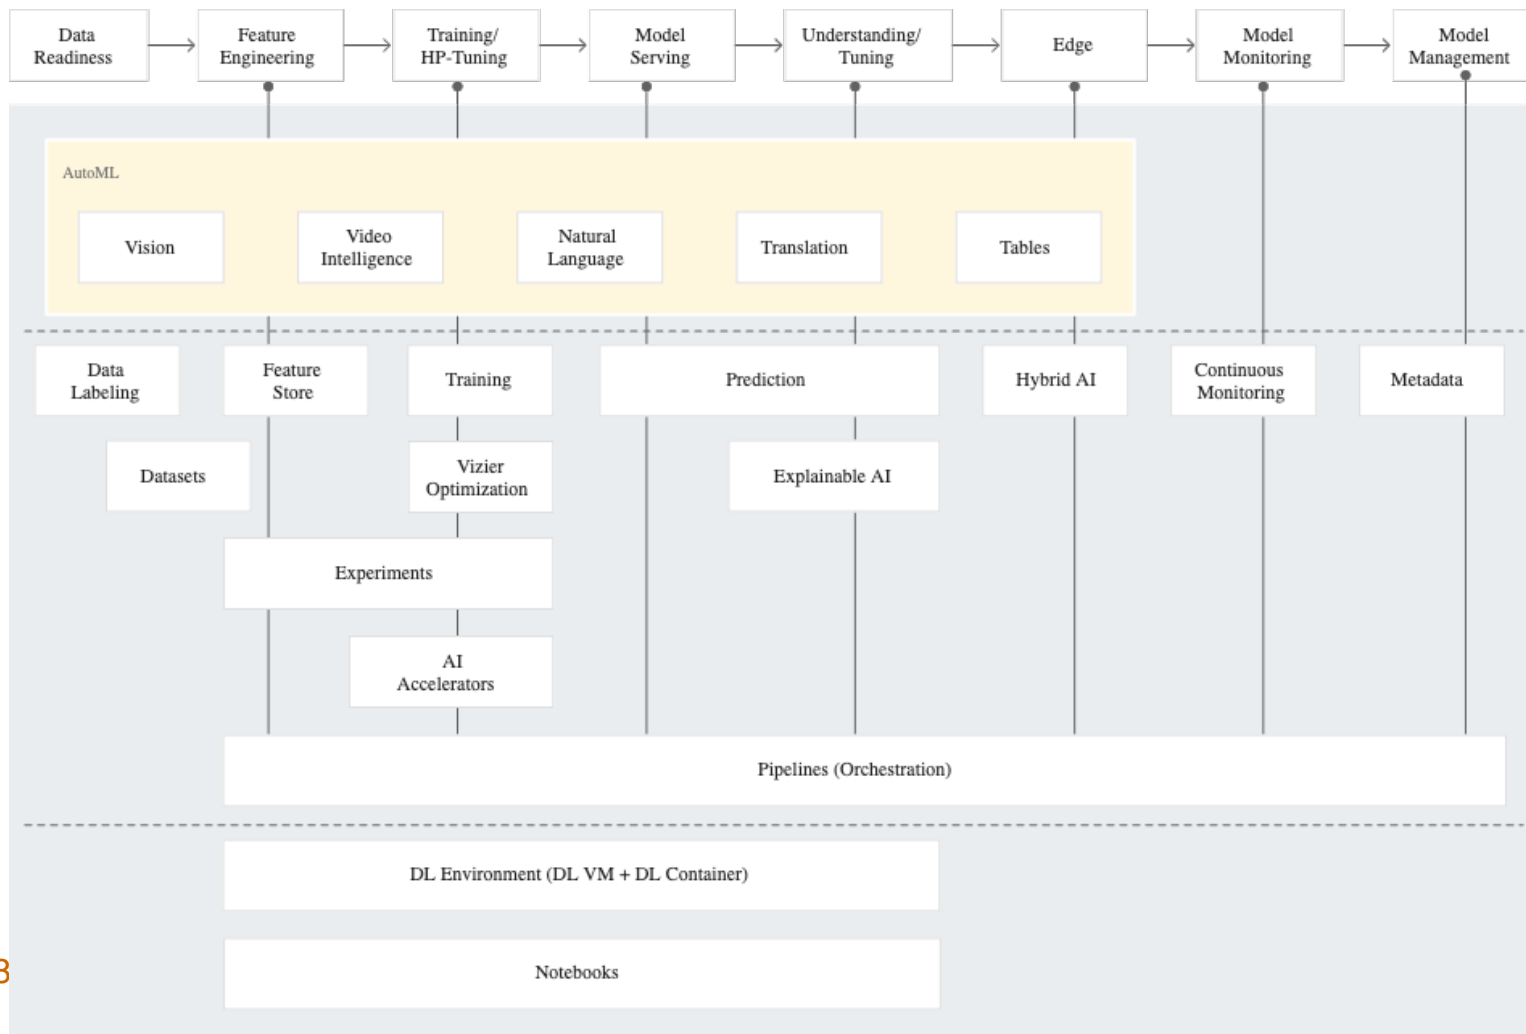 Data
Readiness
Feature
Engineering
Training/
HP-Tuning
Model
Serving
Understanding/
Tuning
Edge
Model
Monitoring
Model
Management
AutoML
Vision
Video
Intelligence
Natural
Language
Translation
Tables
Data
Labeling
Feature
Store
Training
Prediction
Hybrid AI
Continuous
Monitoring
Metadata
Datasets
Vizier
Optimization
Explainable AI
Experiments
AI
Accelerators
Pipelines (Orchestration)
DL Environment (DL VM + DL Container)
Notebooks